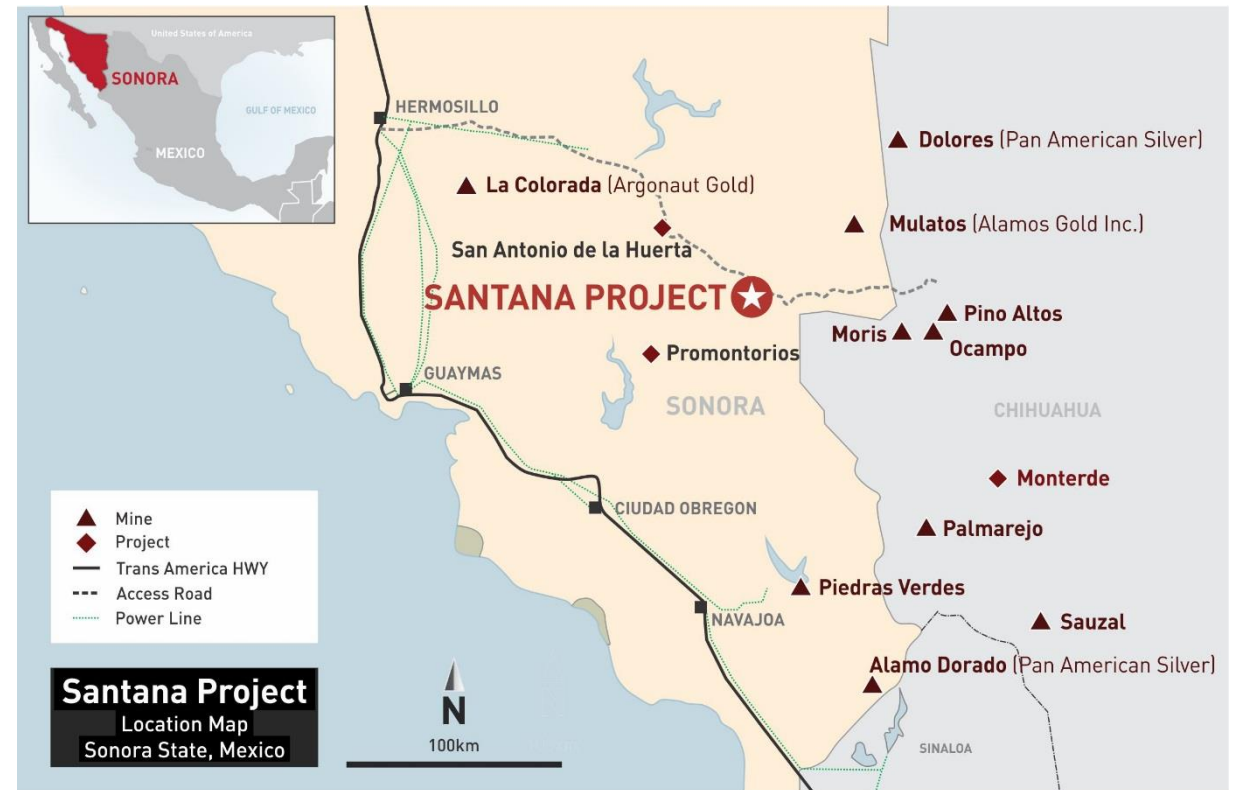 United States of America
SONORA
GULF OF MEXICO
MEXICO
HERMOSILLO
Dolores (Pan American Silver)
La Colorada (Argonaut Gold)
Mulatos (Alamos Gold Inc.)
San Antonio de la Huerta
SANTANA PROJECT
Pino Altos
Moris
Ocampo
Promontorios
GUAYMAS
SONORA
CHIHUAHUA
Monterde
CIUDAD OBREGON
Palmarejo
Piedras Verdes
NAVAJOA
Sauzal
Alamo Dorado (Pan American Silver)
SINALOA
Mine
Project
Trans America HWY
Access Road
Power Line
Santana Project
Location Map
Sonora State, Mexico
N
100km